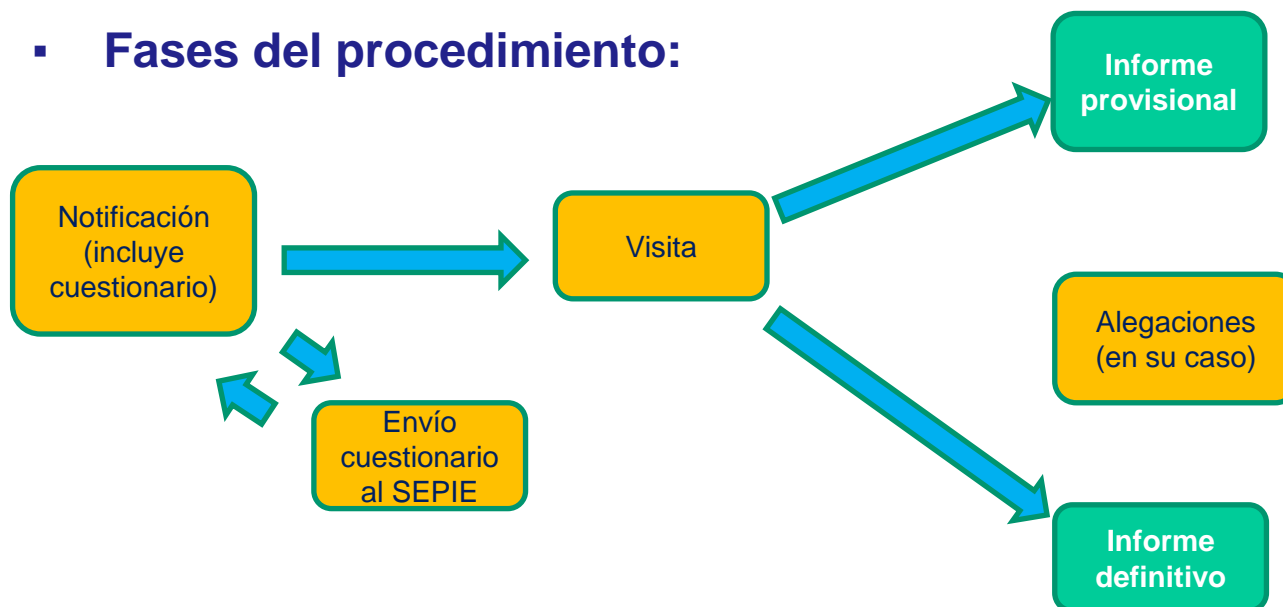 ▪ Fases del procedimiento:
Informe
provisional
Notificación
(incluye
cuestionario)
Visita
Alegaciones
(en su caso)
Envío
cuestionario
al SEPIE
Informe
definitivo